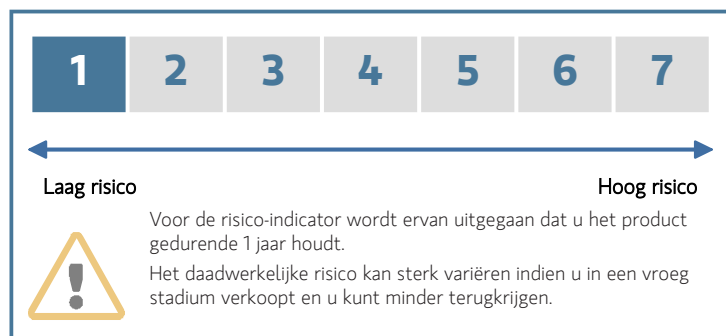 1 2 3 4 5 6 7
Laag risico Hoog risico
Voor de risico-indicator wordt ervan uitgegaan dat u het product
gedurende 1 jaar houdt.
Het daadwerkelijke risico kan sterk variëren indien u in een vroeg
stadium verkoopt en u kunt minder terugkrijgen.